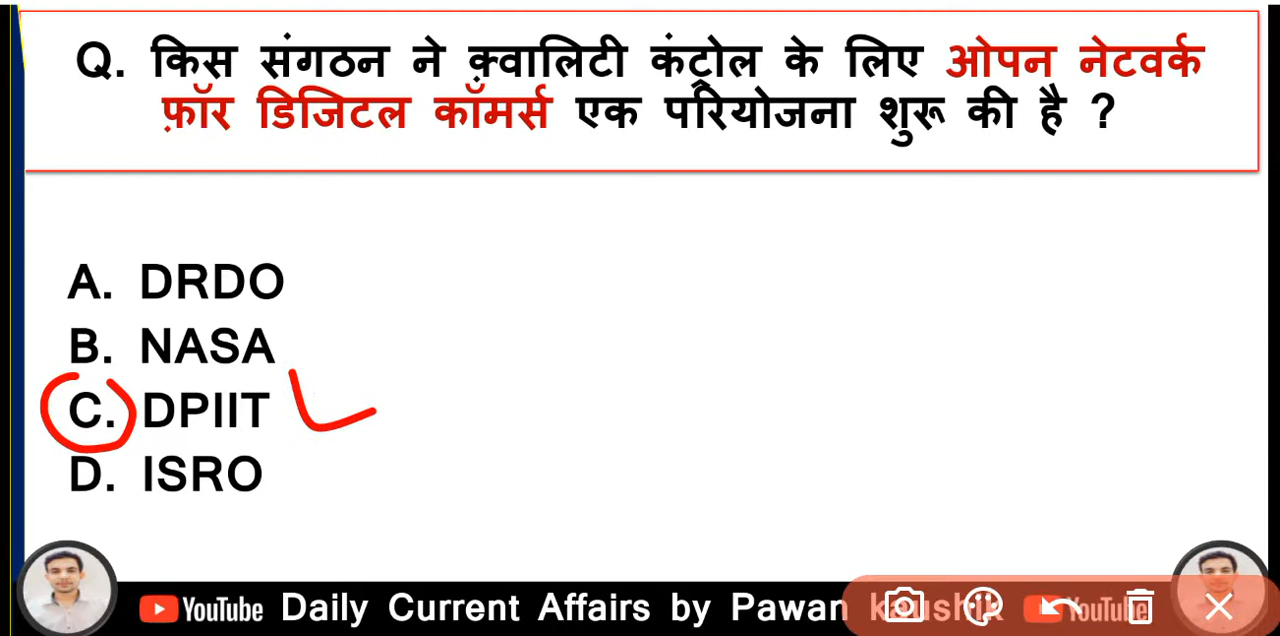 Q. किस संगठन ने क़्वालिटी कंट्रोल के लिए ओपन नेटवर्क
फ़ॉर डिजिटल कॉमर्स एक परियोजना शुरू की है ?
A. DRDO
B. NASA
C. DPIIT
D. ISRO
YouTube Daily Current Affairs by Pawan kaushik YouTube